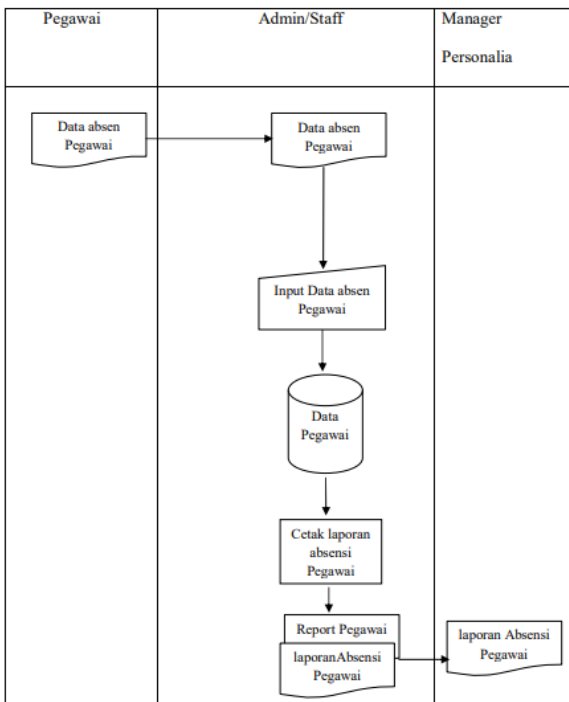 Pegawai
Admin/Staff
Manager
Personalia
Data absen
Pegawai
Data absen
Pegawai
Input Data absen
Pegawai
Data
Pegawai
Cetak laporan
absensi
Pegawai
Report Pegawai
laporanAbsensi
Pegawai
laporan Absensi
Pegawai